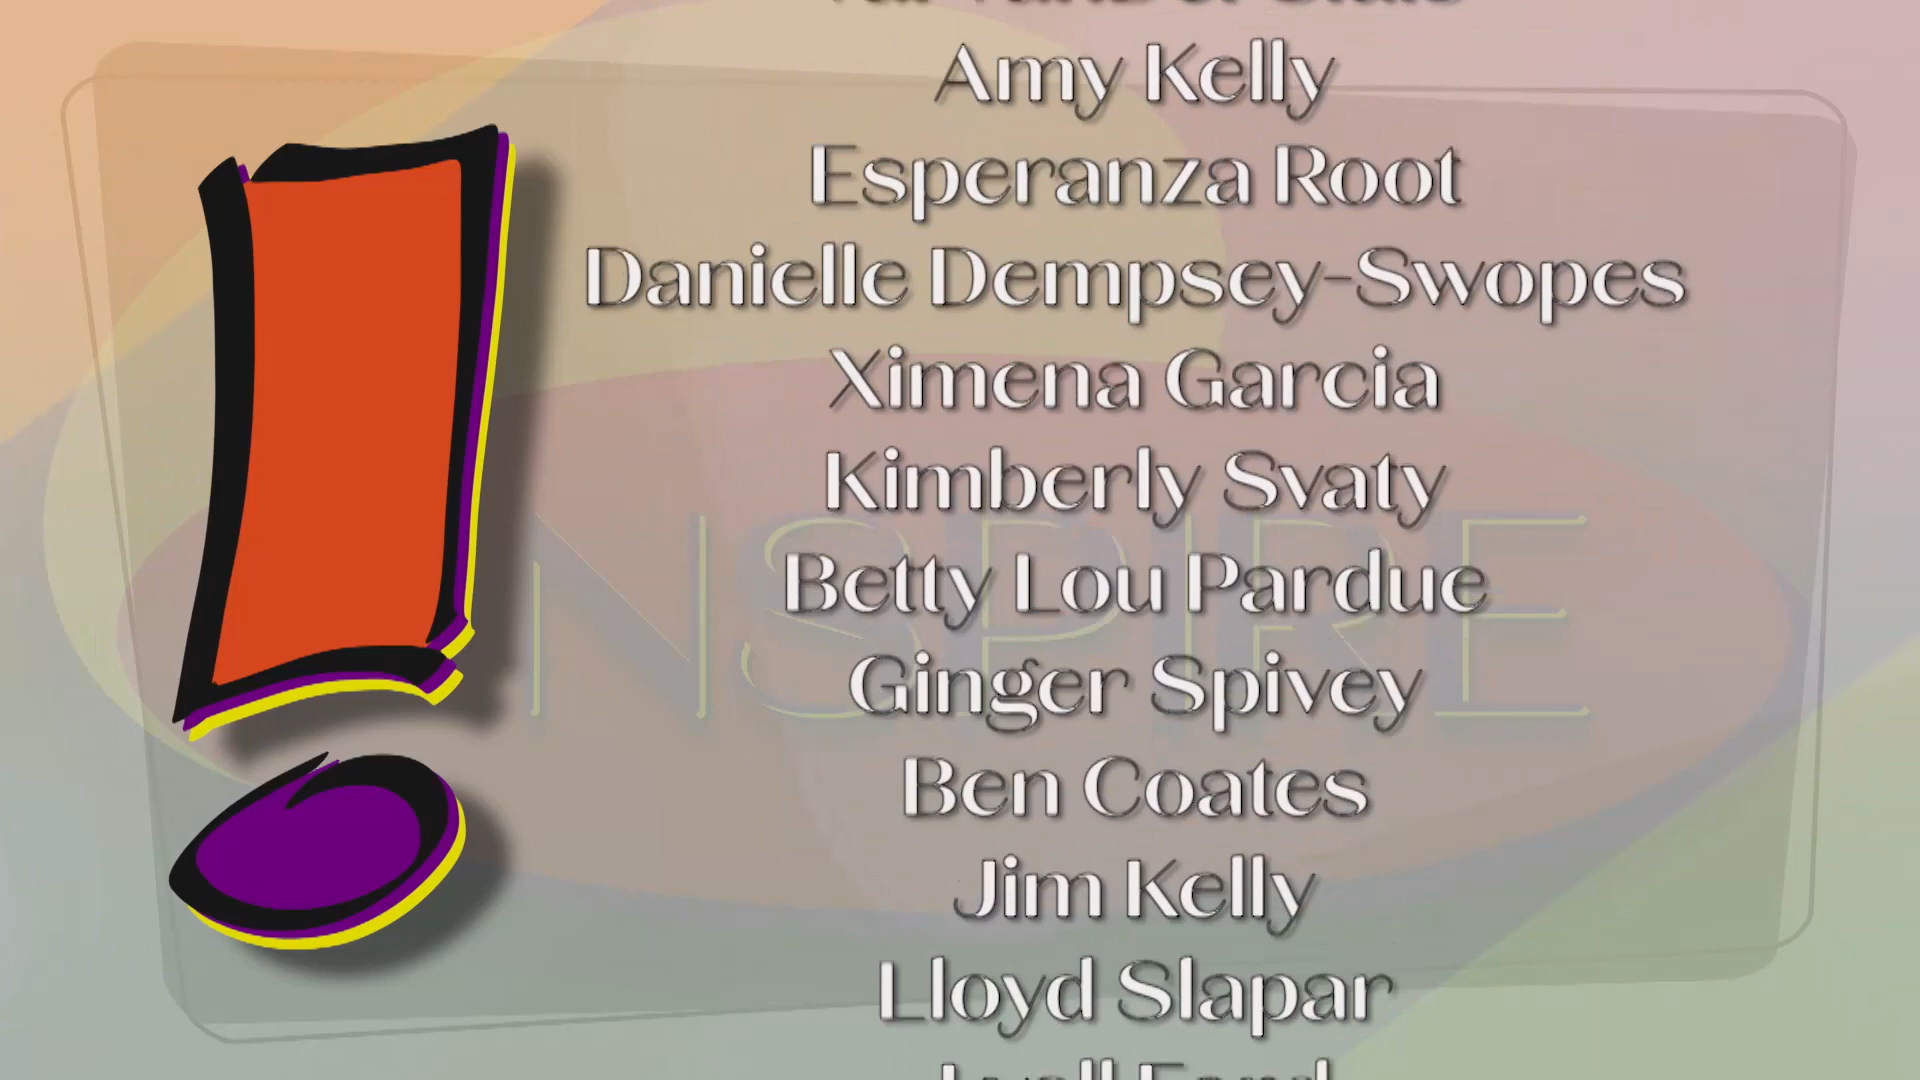 Amy Kelly
Esperanza Root
Danielle Dempsey-Swopes
Ximena Garcia
Kimberly Svaty
NSPIRE
Betty Lou Pardue
Ginger Spivey
Ben Coates
Jim Kelly
Lloyd Slapar